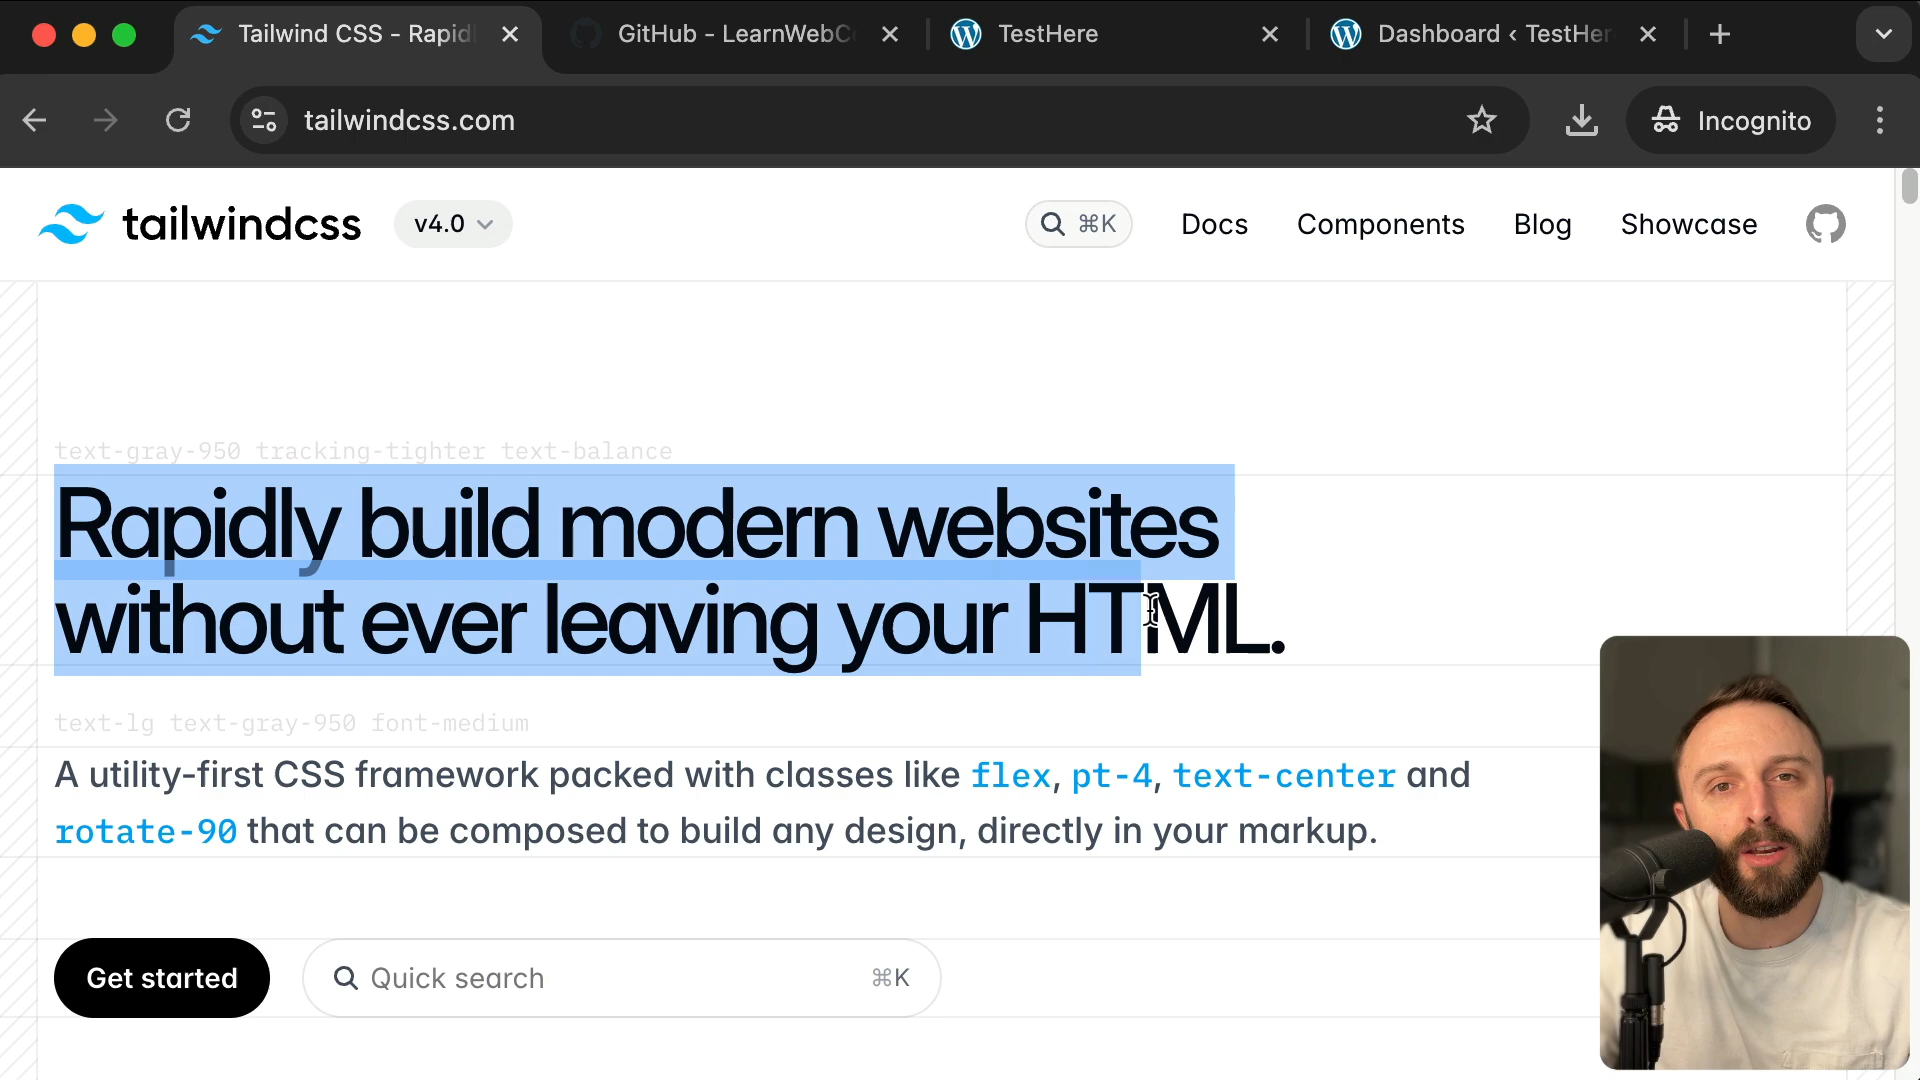 Tailwind CSS - Rapidl
GitHub - LearnWebC
TestHere
Dashboard ‹ TestHer
tailwindcss.com
Incognito
tailwindcss
v4.0
⌘K
Docs
Components
Blog
Showcase
text-gray-950 tracking-tighter text-balance
Rapidly build modern websites
without ever leaving your HTML.
text-lg text-gray-950 font-medium
A utility-first CSS framework packed with classes like flex, pt-4, text-center and
rotate-90 that can be composed to build any design, directly in your markup.
Get started
Quick search
⌘K